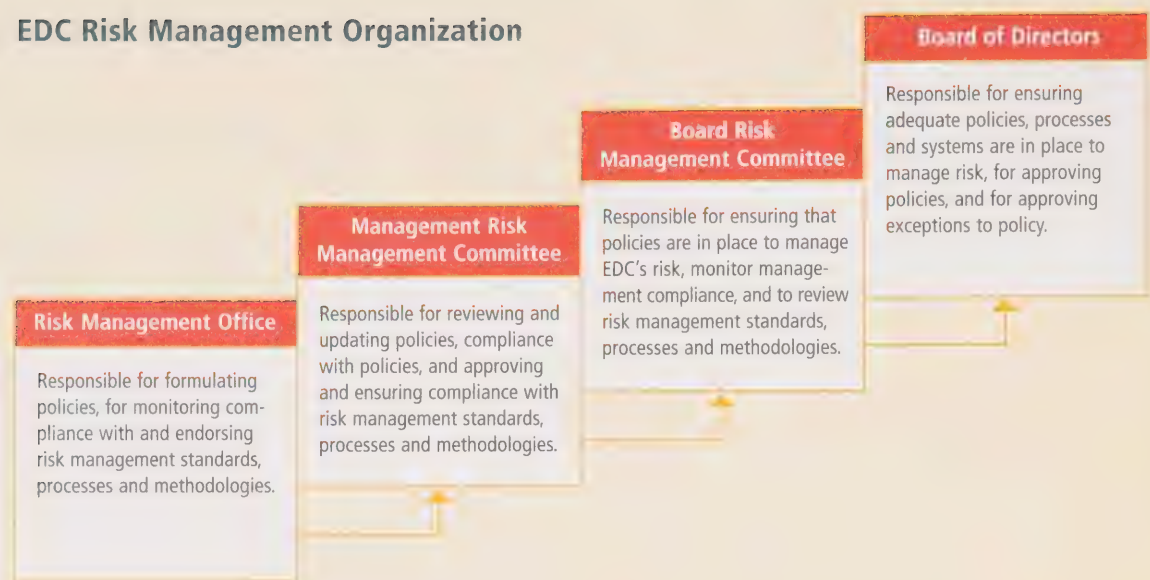 EDC Risk Management Organization
Risk Management Office
Responsible for formulating
policies, for monitoring com-
pliance with and endorsing
risk management standards,
processes and methodologies.
Management Risk
Management Committee
Responsible for reviewing and
updating policies, compliance
with policies, and approving
and ensuring compliance with
risk management standards,
processes and methodologies.
Board Risk
Management Committee
Responsible for ensuring that
policies are in place to manage
EDC's risk, monitor manage-
ment compliance, and to review
risk management standards,
processes and methodologies.
Board of Directors
Responsible for ensuring
adequate policies, processes
and systems are in place to
manage risk, for approving
policies, and for approving
exceptions to policy.